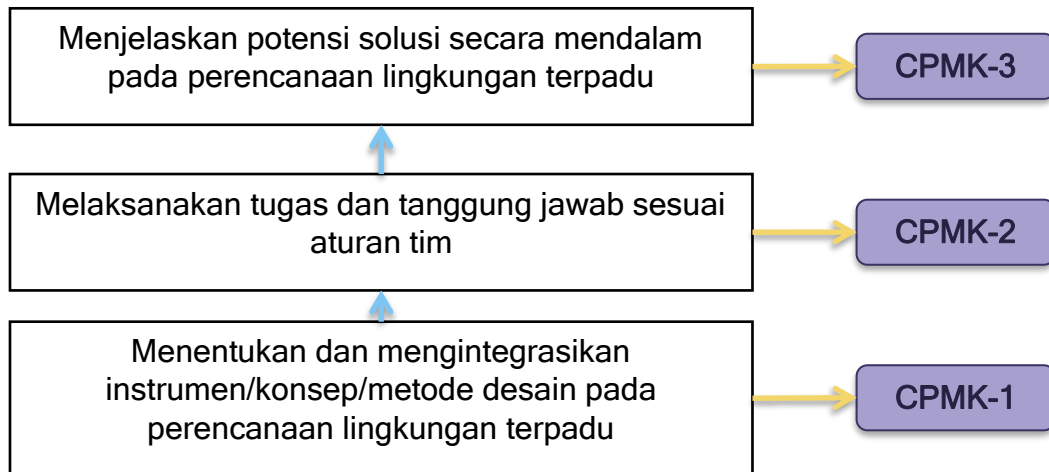 Menjelaskan potensi solusi secara mendalam
pada perencanaan lingkungan terpadu
CPMK-3
Melaksanakan tugas dan tanggung jawab sesuai
aturan tim
CPMK-2
Menentukan dan mengintegrasikan
instrumen/konsep/metode desain pada
perencanaan lingkungan terpadu
CPMK-1